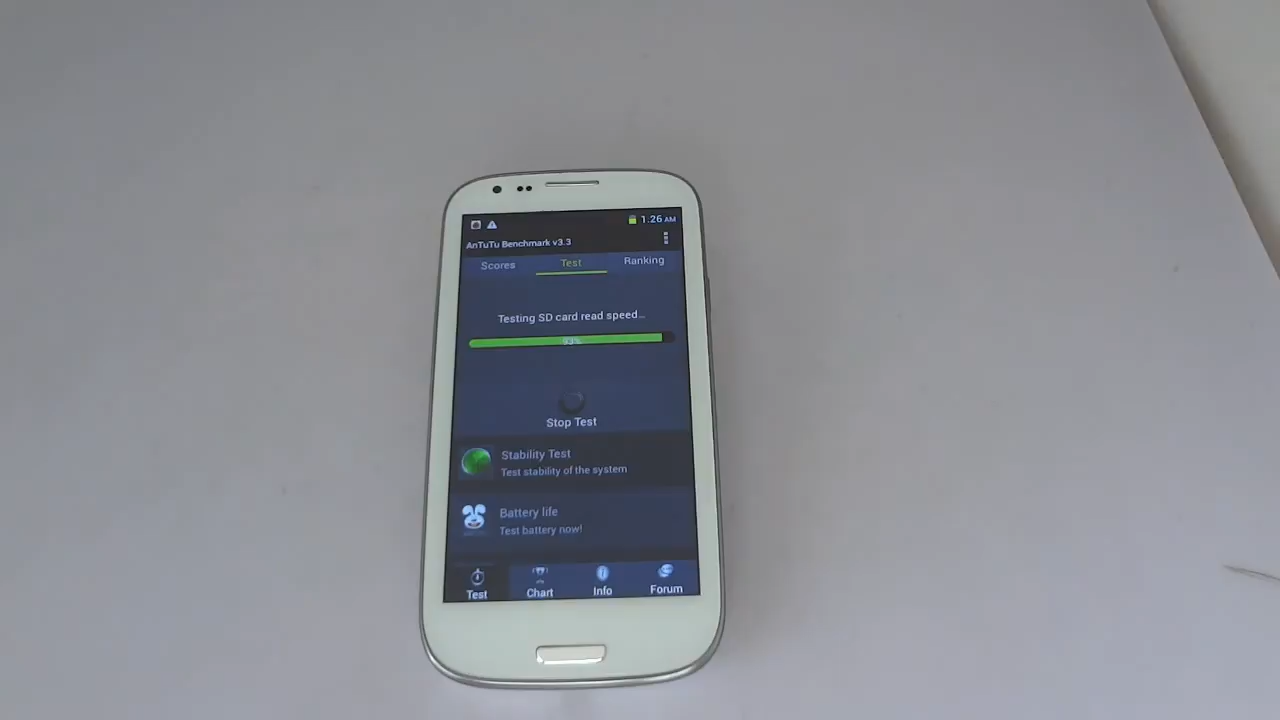 1:26 AM
AnTuTu Benchmark v3.3
Scores Test Ranking
Testing SD card read speed...
93%
Stop Test
Stability Test
Test stability of the system
Battery life
Test battery now!
Test Chart Info Forum